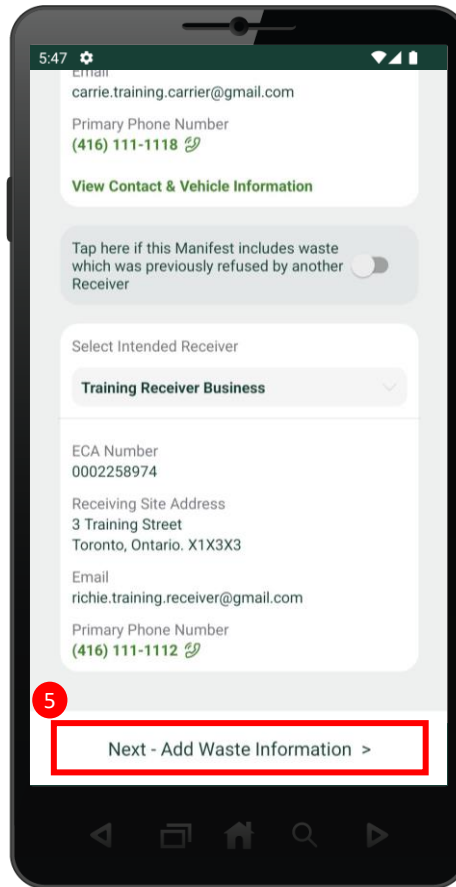 5:47
Email
carrie.training.carrier@gmail.com
Primary Phone Number
(416) 111-1118
View Contact & Vehicle Information
Tap here if this Manifest includes waste
which was previously refused by another
Receiver
Select Intended Receiver
Training Receiver Business
ECA Number
0002258974
Receiving Site Address
3 Training Street
Toronto, Ontario. X1X3X3
Email
richie.training.receiver@gmail.com
Primary Phone Number
(416) 111-1112
5
Next - Add Waste Information >